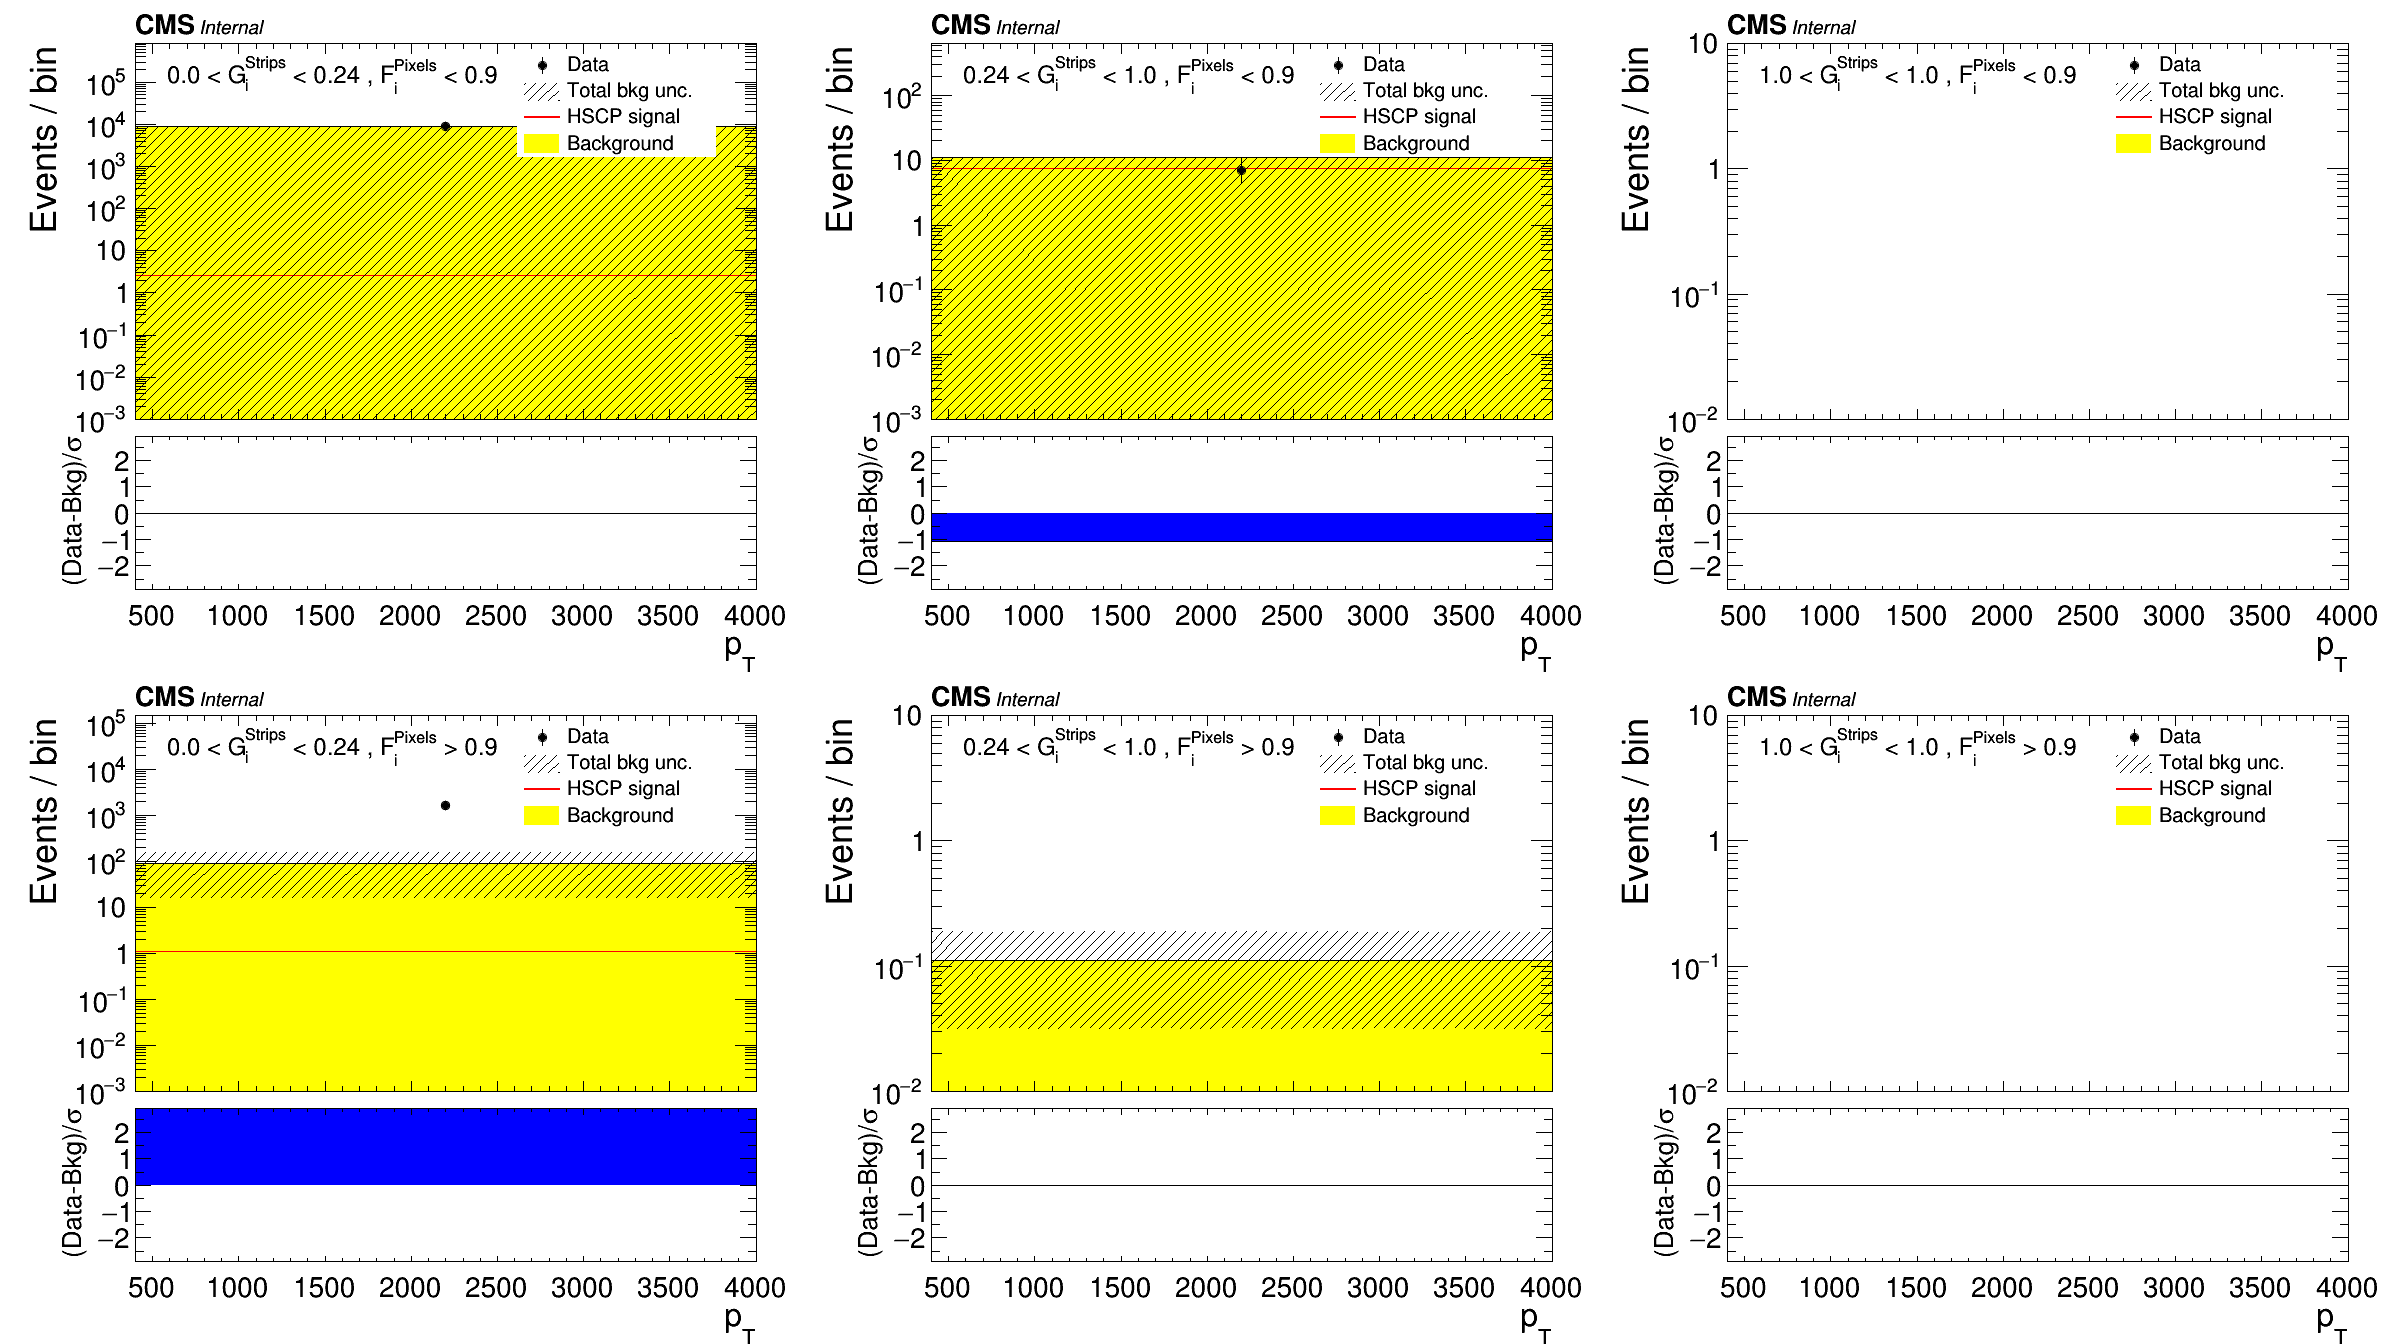 CMS Internal
Events / bin
0.0 < G_i^Strips < 0.24 , F_i^Pixels < 0.9
Data
Total bkg unc.
HSCP signal
Background
10^5
10^4
10^3
10^2
10
1
10^−1
10^−2
10^−3
(Data-Bkg)/σ
2
1
0
−1
−2
500 1000 1500 2000 2500 3000 3500 4000
p_T
CMS Internal
Events / bin
0.24 < G_i^Strips < 1.0 , F_i^Pixels < 0.9
Data
Total bkg unc.
HSCP signal
Background
10^2
10
1
10^−1
10^−2
10^−3
(Data-Bkg)/σ
2
1
0
−1
−2
500 1000 1500 2000 2500 3000 3500 4000
p_T
CMS Internal
Events / bin
1.0 < G_i^Strips < 1.0 , F_i^Pixels < 0.9
Data
Total bkg unc.
HSCP signal
Background
10
1
10^−1
10^−2
(Data-Bkg)/σ
2
1
0
−1
−2
500 1000 1500 2000 2500 3000 3500 4000
p_T
CMS Internal
Events / bin
0.0 < G_i^Strips < 0.24 , F_i^Pixels > 0.9
Data
Total bkg unc.
HSCP signal
Background
10^5
10^4
10^3
10^2
10
1
10^−1
10^−2
10^−3
(Data-Bkg)/σ
2
1
0
−1
−2
500 1000 1500 2000 2500 3000 3500 4000
p_T
CMS Internal
Events / bin
0.24 < G_i^Strips < 1.0 , F_i^Pixels > 0.9
Data
Total bkg unc.
HSCP signal
Background
10
1
10^−1
10^−2
(Data-Bkg)/σ
2
1
0
−1
−2
500 1000 1500 2000 2500 3000 3500 4000
p_T
CMS Internal
Events / bin
1.0 < G_i^Strips < 1.0 , F_i^Pixels > 0.9
Data
Total bkg unc.
HSCP signal
Background
10
1
10^−1
10^−2
(Data-Bkg)/σ
2
1
0
−1
−2
500 1000 1500 2000 2500 3000 3500 4000
p_T